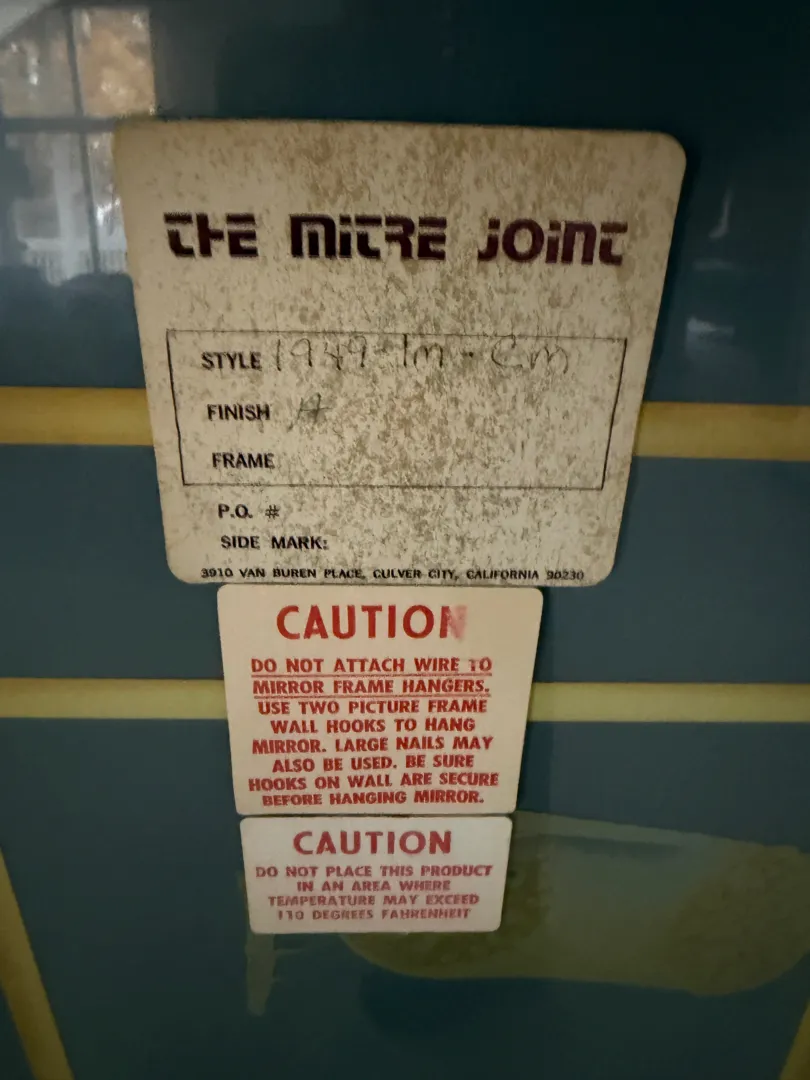 THE MITRE JOINT
STYLE 1949-1m-CM
FINISH
FRAME
P.O. #
SIDE MARK:
3910 VAN BUREN PLACE, CULVER CITY, CALIFORNIA 90230
CAUTION
DO NOT ATTACH WIRE TO
MIRROR FRAME HANGERS.
USE TWO PICTURE FRAME
WALL HOOKS TO HANG
MIRROR. LARGE NAILS MAY
ALSO BE USED. BE SURE
HOOKS ON WALL ARE SECURE
BEFORE HANGING MIRROR.
CAUTION
DO NOT PLACE THIS PRODUCT
IN AN AREA WHERE
TEMPERATURE MAY EXCEED
110 DEGREES FAHRENHEIT